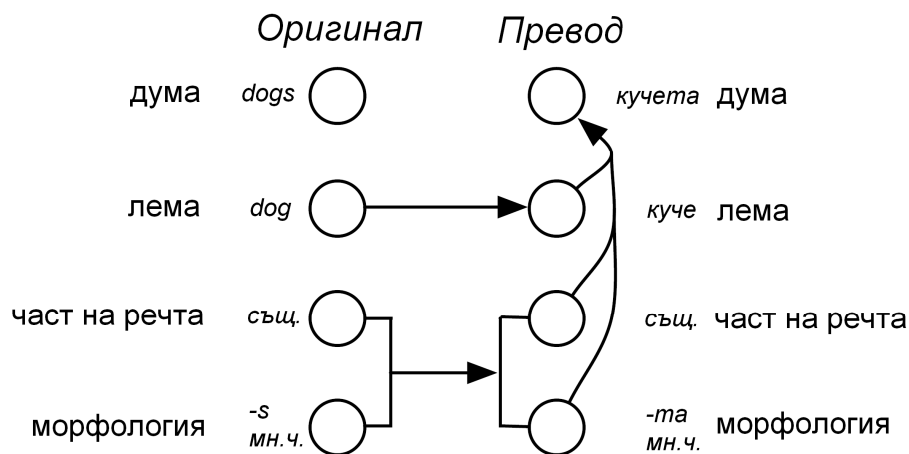 Оригинал Превод
дума dogs кучета дума
лема dog куче лема
част на речта същ. същ. част на речта
морфология -s мн.ч. -та мн.ч. морфология